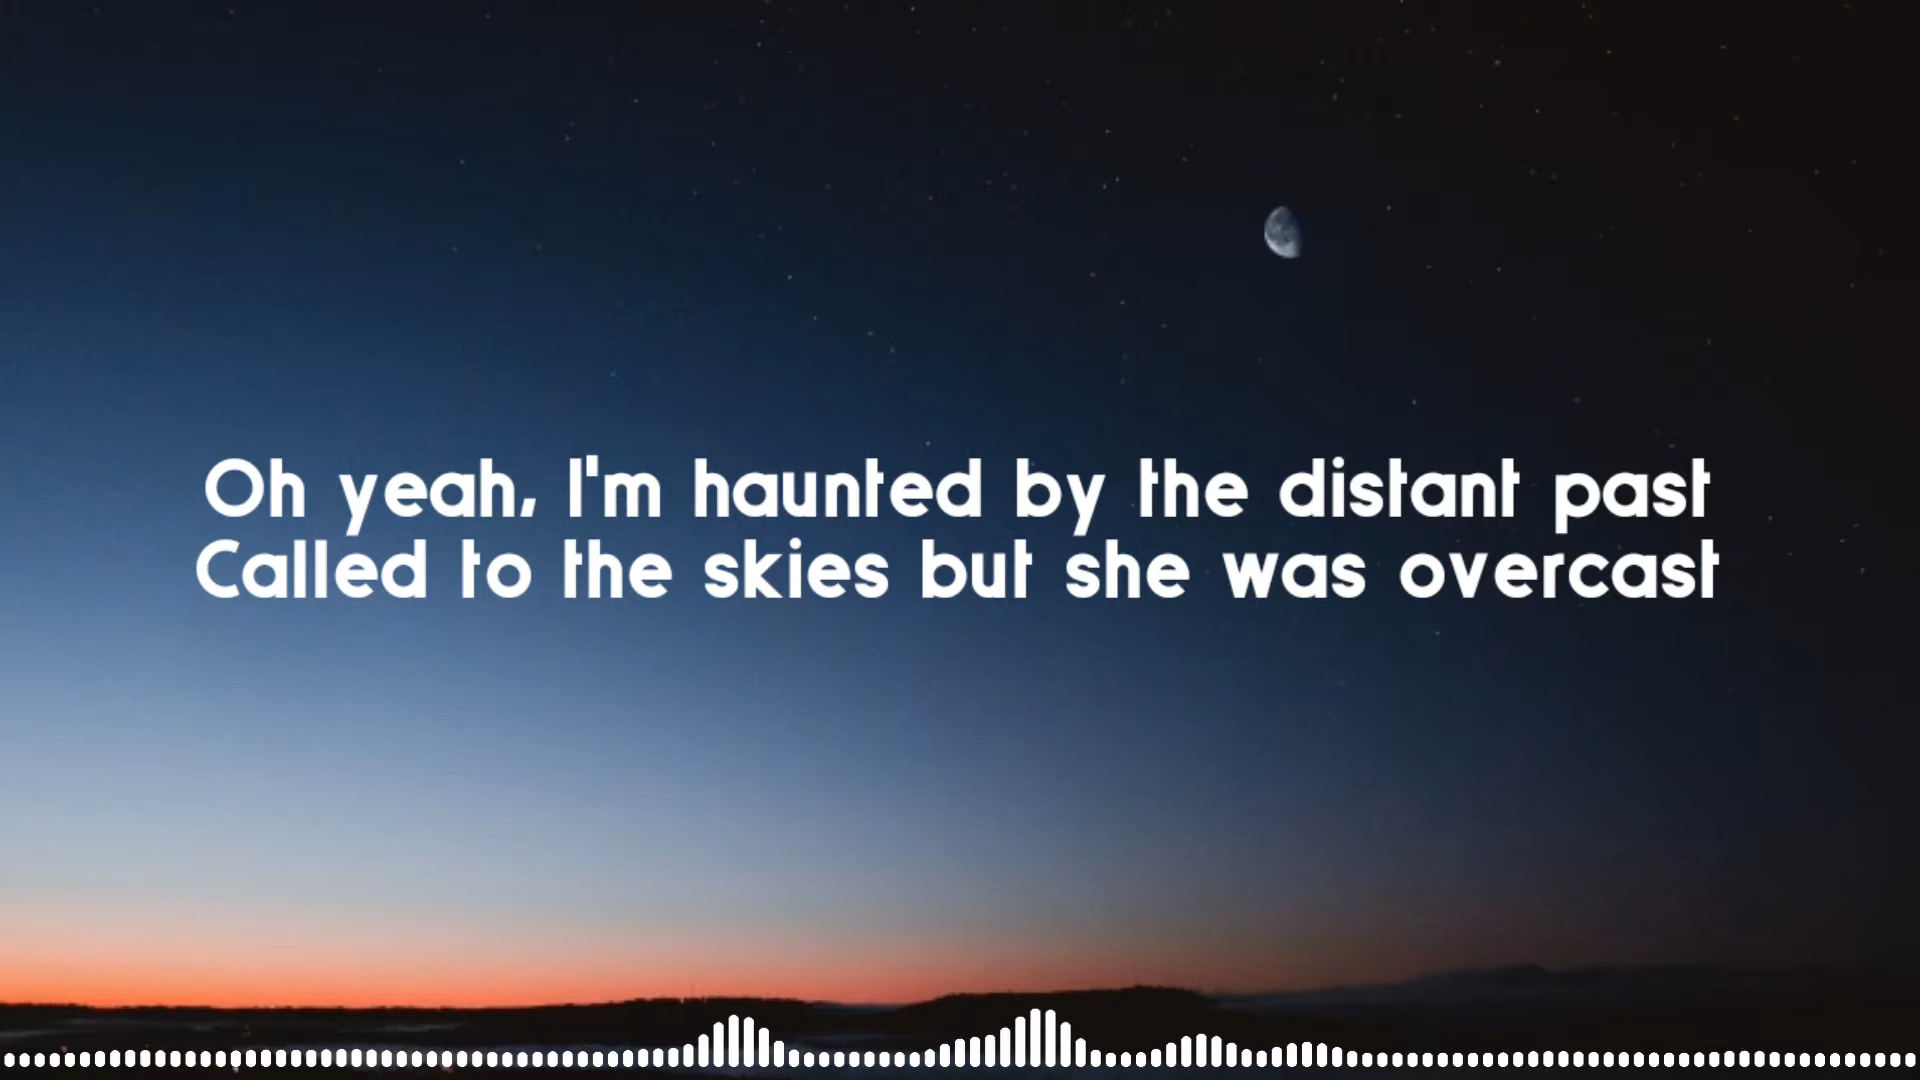 Oh yeah, I'm haunted by the distant past
Called to the skies but she was overcast